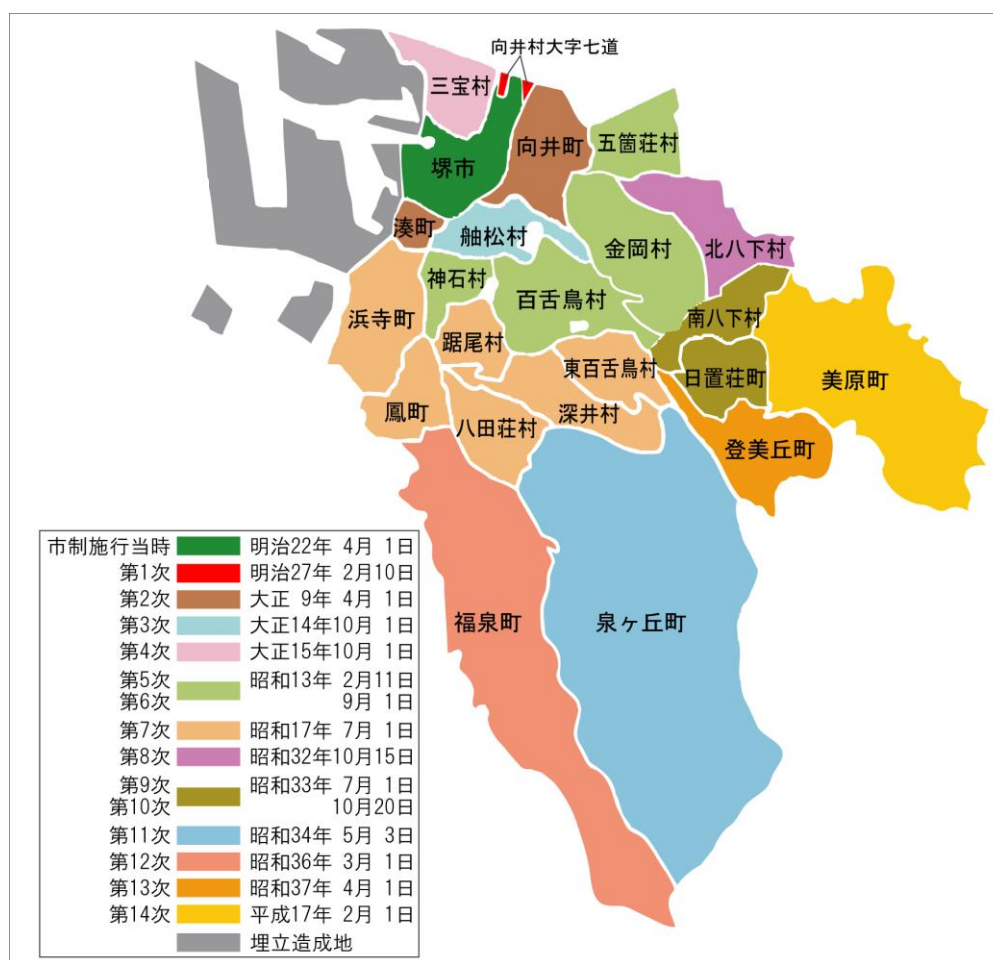 向井村大字七道
三宝村
向井町
五箇荘村
堺市
湊町
舳松村
金岡村
北八下村
神石村
百舌鳥村
浜寺町
南八下村
踞尾村
東百舌鳥村
日置荘町
美原町
鳳町
八田荘村
深井村
登美丘町
福泉町
泉ヶ丘町
市制施行当時 明治22年 4月 1日
第1次 明治27年 2月10日
第2次 大正 9年 4月 1日
第3次 大正14年10月 1日
第4次 大正15年10月 1日
第5次 昭和13年 2月11日
第6次 9月 1日
第7次 昭和17年 7月 1日
第8次 昭和32年10月15日
第9次 昭和33年 7月 1日
第10次 10月20日
第11次 昭和34年 5月 3日
第12次 昭和36年 3月 1日
第13次 昭和37年 4月 1日
第14次 平成17年 2月 1日
埋立造成地